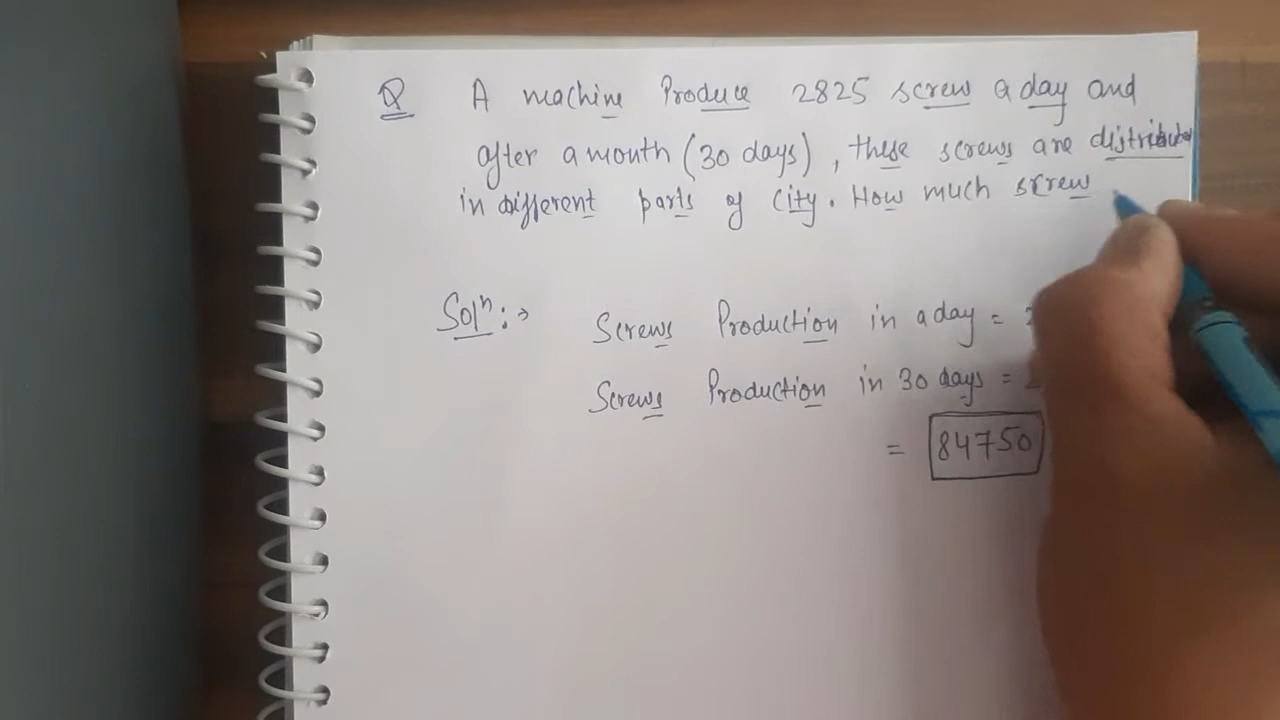 Q A machine Produce 2825 screw a day and
after a month (30 days), these screws are distributed
in different parts of city. How much screw
Solⁿ:→ Screws Production in a day =
Screws Production in 30 days =
= 84750